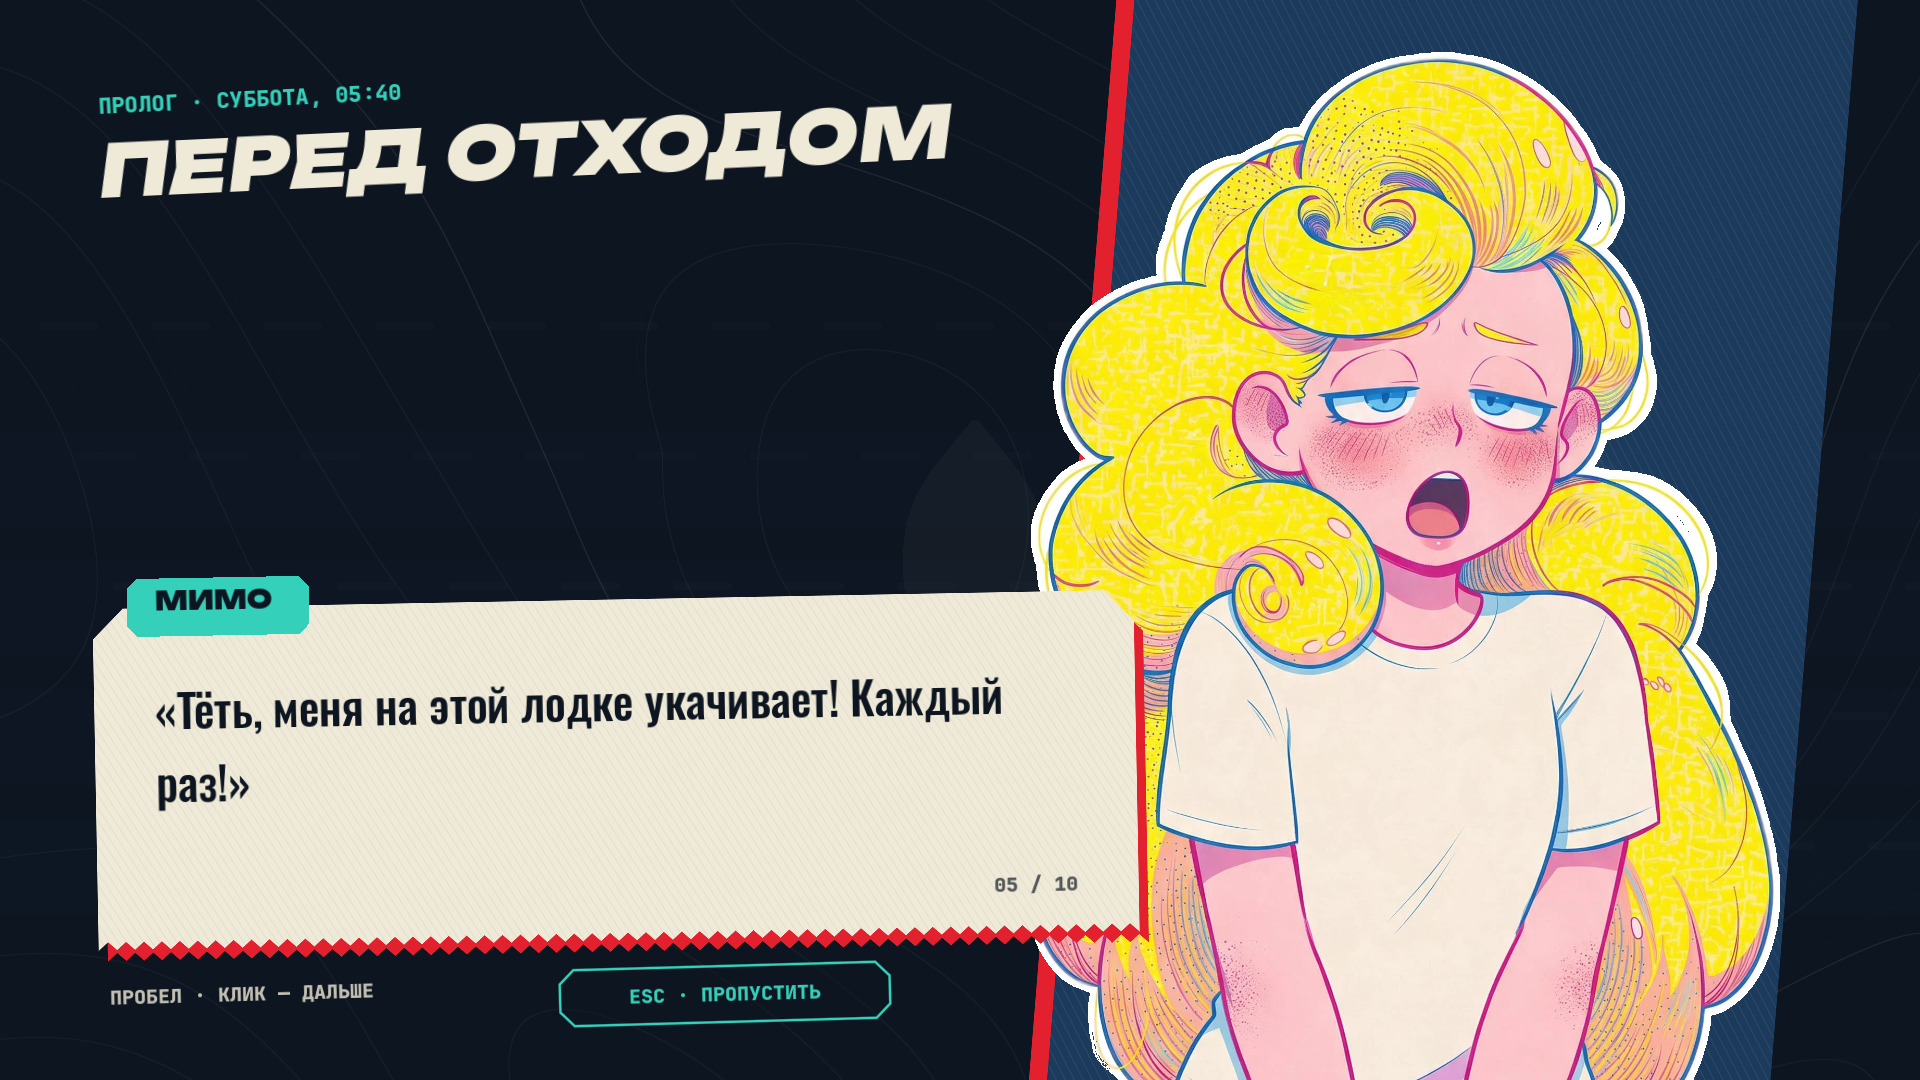 ПРОЛОГ · СУББОТА, 05:40
ПЕРЕД ОТХОДОМ
МИМО
«Тёть, меня на этой лодке укачивает! Каждый
раз!»
05 / 10
ПРОБЕЛ · КЛИК — ДАЛЬШЕ
ESC · ПРОПУСТИТЬ